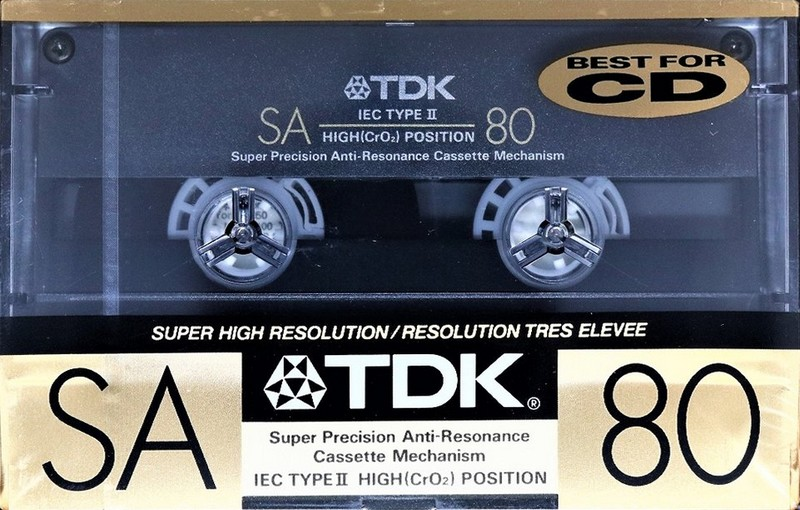 BEST FOR
CD
TDK
SA
IEC TYPE II
HIGH(CrO₂) POSITION
80
Super Precision Anti-Resonance Cassette Mechanism
SUPER HIGH RESOLUTION/RESOLUTION TRES ELEVEE
SA
TDK®
80
Super Precision Anti-Resonance
Cassette Mechanism
IEC TYPE II HIGH(CrO₂) POSITION